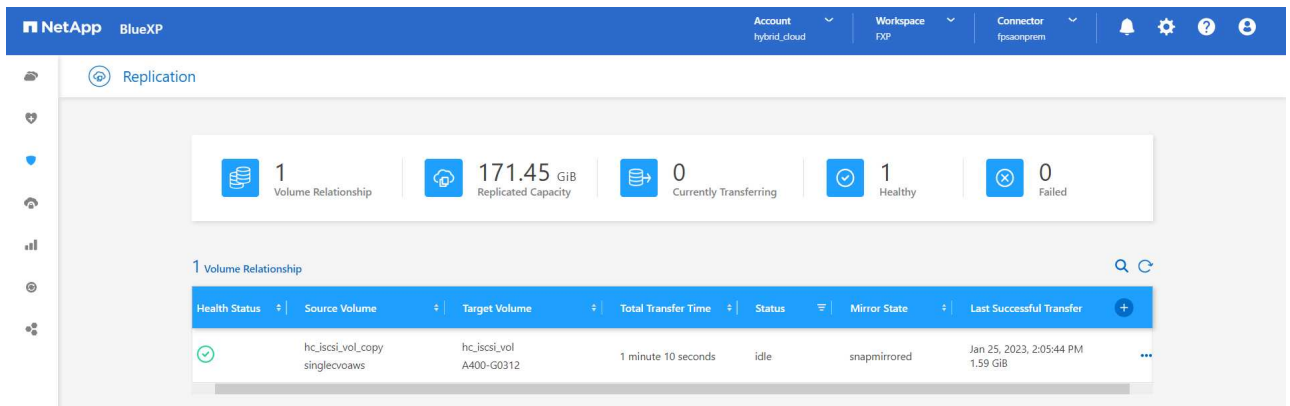 NetApp BlueXP
Account
hybrid_cloud
Workspace
FXP
Connector
fpsaonprem
Replication
1
Volume Relationship
171.45 GiB
Replicated Capacity
0
Currently Transferring
1
Healthy
0
Failed
1 Volume Relationship
Health Status Source Volume Target Volume Total Transfer Time Status Mirror State Last Successful Transfer
hc_iscsi_vol_copy
singlecvoaws
hc_iscsi_vol
A400-G0312
1 minute 10 seconds
idle
snapmirrored
Jan 25, 2023, 2:05:44 PM
1.59 GiB